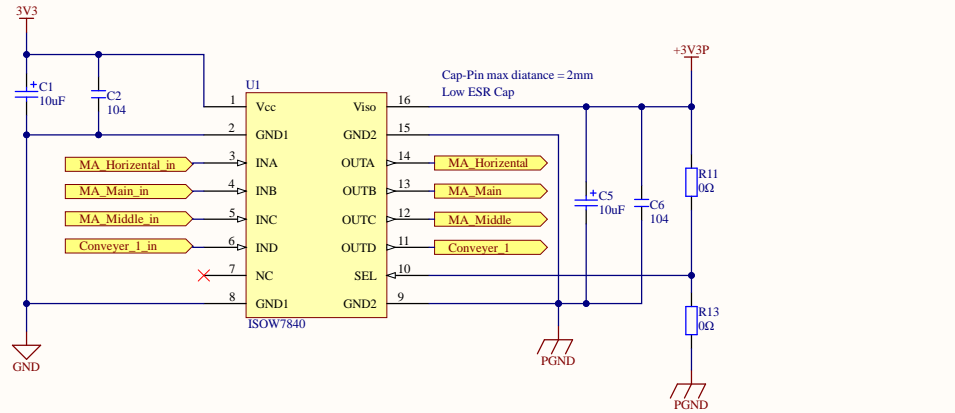 3V3
+3V3P
Cap-Pin max diatance = 2mm
Low ESR Cap
U1
C1
10uF
C2
104
1 Vcc Viso 16
2 GND1 GND2 15
MA_Horizental_in 3 INA OUTA 14 MA_Horizental
MA_Main_in 4 INB OUTB 13 MA_Main
MA_Middle_in 5 INC OUTC 12 MA_Middle
Conveyer_1_in 6 IND OUTD 11 Conveyer_1
7 NC SEL 10
8 GND1 GND2 9
ISOW7840
C5
10uF
C6
104
R11
0Ω
R13
0Ω
GND
PGND
PGND